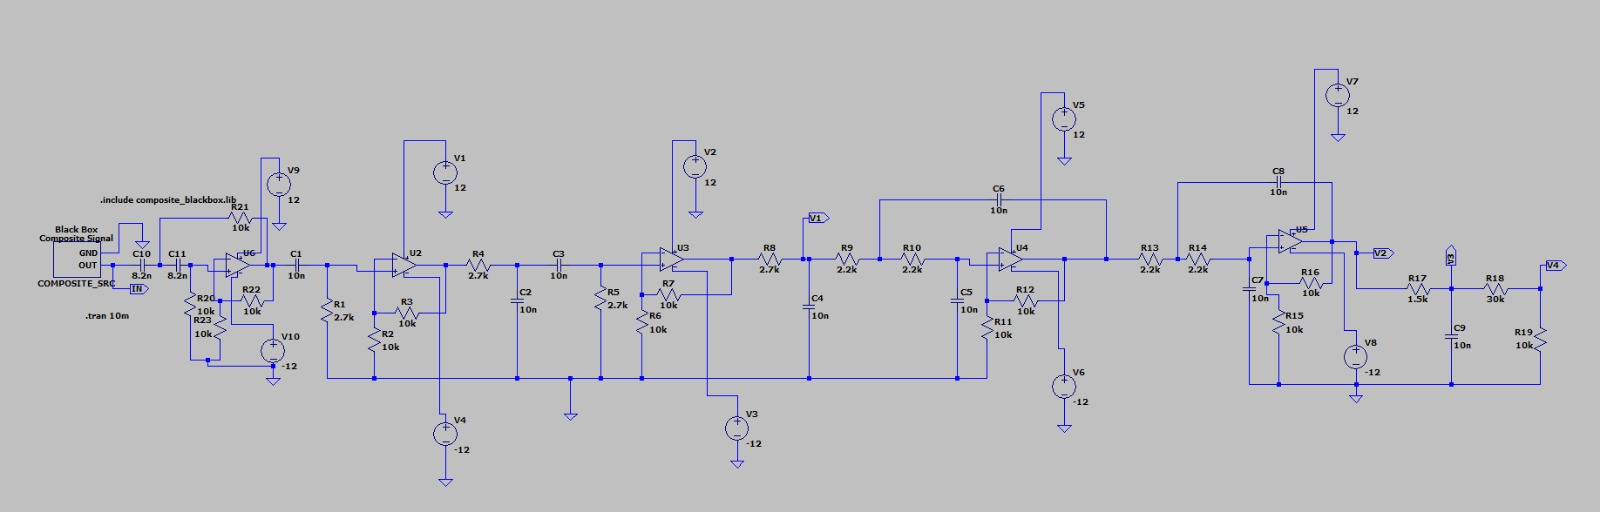 V7
12
V5
12
V1
12
V2
12
V9
12
.include composite_blackbox.lib
R21
10k
C8
10n
C6
10n
Black Box
Composite Signal
GND
OUT
COMPOSITE_SRC
C10
8.2n
C11
8.2n
U6
C1
10n
U2
R4
2.7k
C3
10n
U3
R8
2.7k
V1
R9
2.2k
R10
2.2k
U4
R13
2.2k
R14
2.2k
U5
V2
V3
V4
IN
R20
10k
R22
10k
R23
10k
R1
2.7k
R3
10k
R2
10k
C2
10n
R5
2.7k
R7
10k
R6
10k
C4
10n
C5
10n
R12
10k
R11
10k
C7
10n
R16
10k
R15
10k
R17
1.5k
R18
30k
C9
10n
R19
10k
.tran 10m
V10
-12
V8
-12
V6
-12
V4
-12
V3
-12